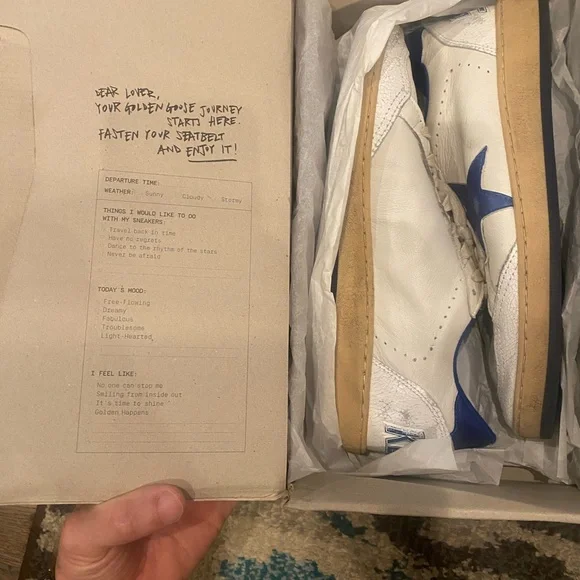 DEAR LOVER,
YOUR GOLDEN GOOSE JOURNEY
STARTS HERE.
FASTEN YOUR SEATBELT
AND ENJOY IT!
DEPARTURE TIME:
WEATHER: Sunny Cloudy Stormy
THINGS I WOULD LIKE TO DO
WITH MY SNEAKERS:
Travel back in time
Have no regrets
Dance to the rhythm of the stars
Never be afraid
TODAY'S MOOD:
Free-Flowing
Dreamy
Fabulous
Troublesome
Light-Hearted
I FEEL LIKE:
No one can stop me
Smiling from inside out
It's time to shine
Golden Happens